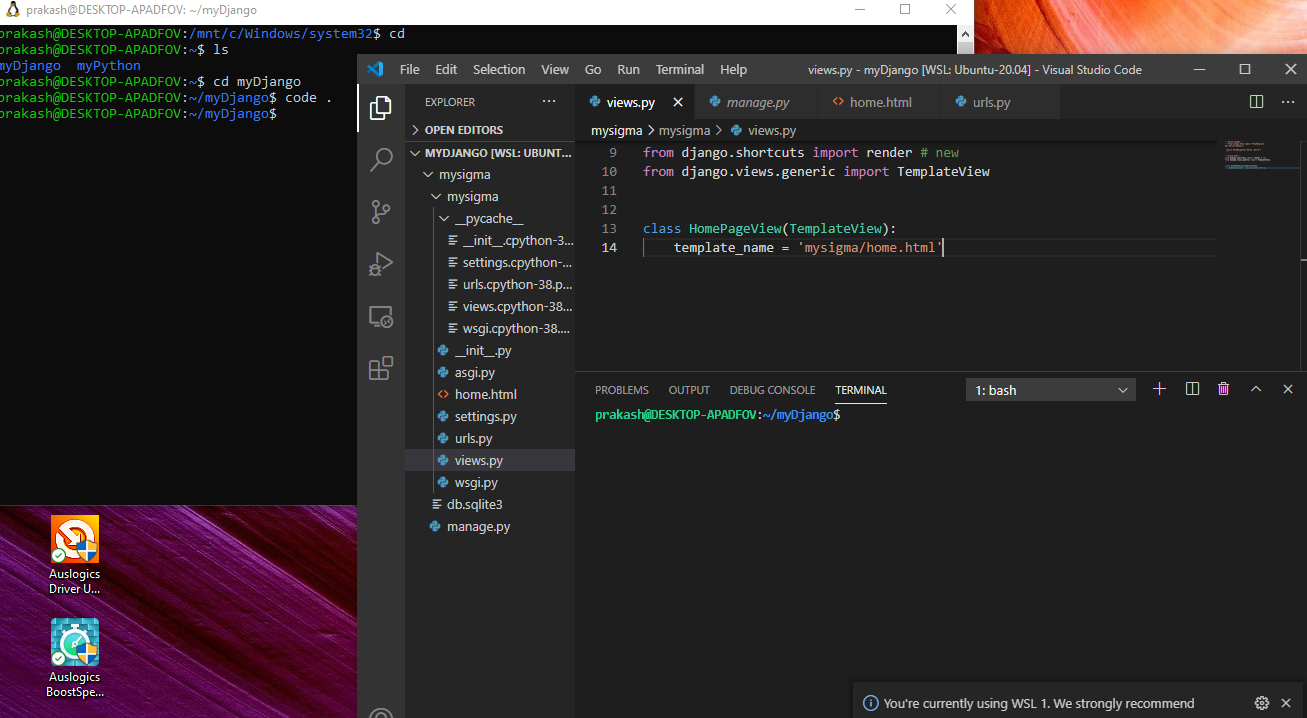 prakash@DESKTOP-APADFOV: ~/myDjango
prakash@DESKTOP-APADFOV:/mnt/c/Windows/system32$ cd
prakash@DESKTOP-APADFOV:~$ ls
myDjango  myPython
prakash@DESKTOP-APADFOV:~$ cd myDjango
prakash@DESKTOP-APADFOV:~/myDjango$ code .
prakash@DESKTOP-APADFOV:~/myDjango$
File Edit Selection View Go Run Terminal Help views.py - myDjango [WSL: Ubuntu-20.04] - Visual Studio Code
EXPLORER
OPEN EDITORS
MYDJANGO [WSL: UBUNT...
mysigma
mysigma
__pycache__
__init__.cpython-3...
settings.cpython-...
urls.cpython-38.p...
views.cpython-38...
wsgi.cpython-38....
__init__.py
asgi.py
home.html
settings.py
urls.py
views.py
wsgi.py
db.sqlite3
manage.py
views.py manage.py home.html urls.py
mysigma > mysigma > views.py
9 from django.shortcuts import render # new
10 from django.views.generic import TemplateView
11
12
13 class HomePageView(TemplateView):
14     template_name = 'mysigma/home.html'
PROBLEMS OUTPUT DEBUG CONSOLE TERMINAL 1: bash
prakash@DESKTOP-APADFOV:~/myDjango$
You're currently using WSL 1. We strongly recommend
Auslogics
Driver U...
Auslogics
BoostSpe...